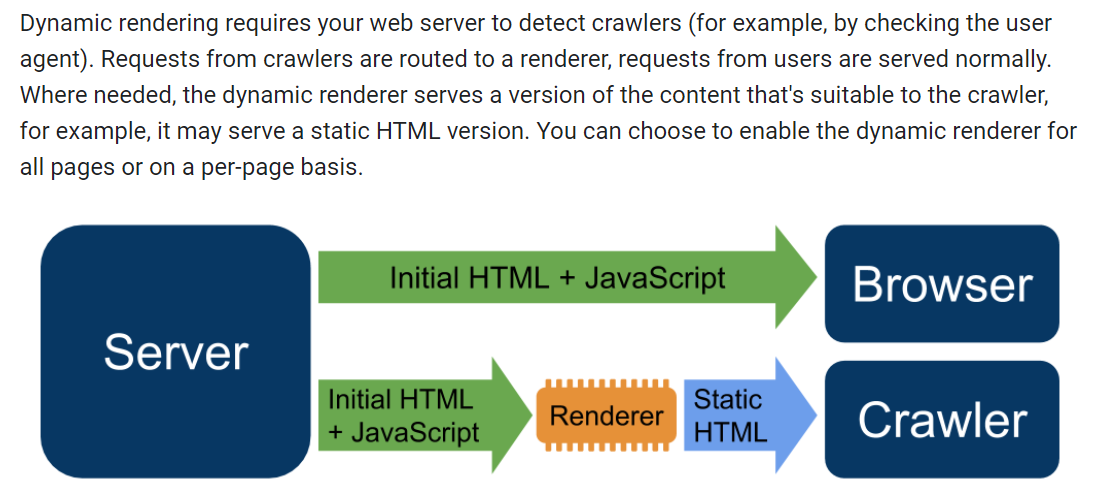 Dynamic rendering requires your web server to detect crawlers (for example, by checking the user
agent). Requests from crawlers are routed to a renderer, requests from users are served normally.
Where needed, the dynamic renderer serves a version of the content that's suitable to the crawler,
for example, it may serve a static HTML version. You can choose to enable the dynamic renderer for
all pages or on a per-page basis.
Server
Initial HTML + JavaScript
Browser
Initial HTML
+ JavaScript
Renderer
Static
HTML
Crawler